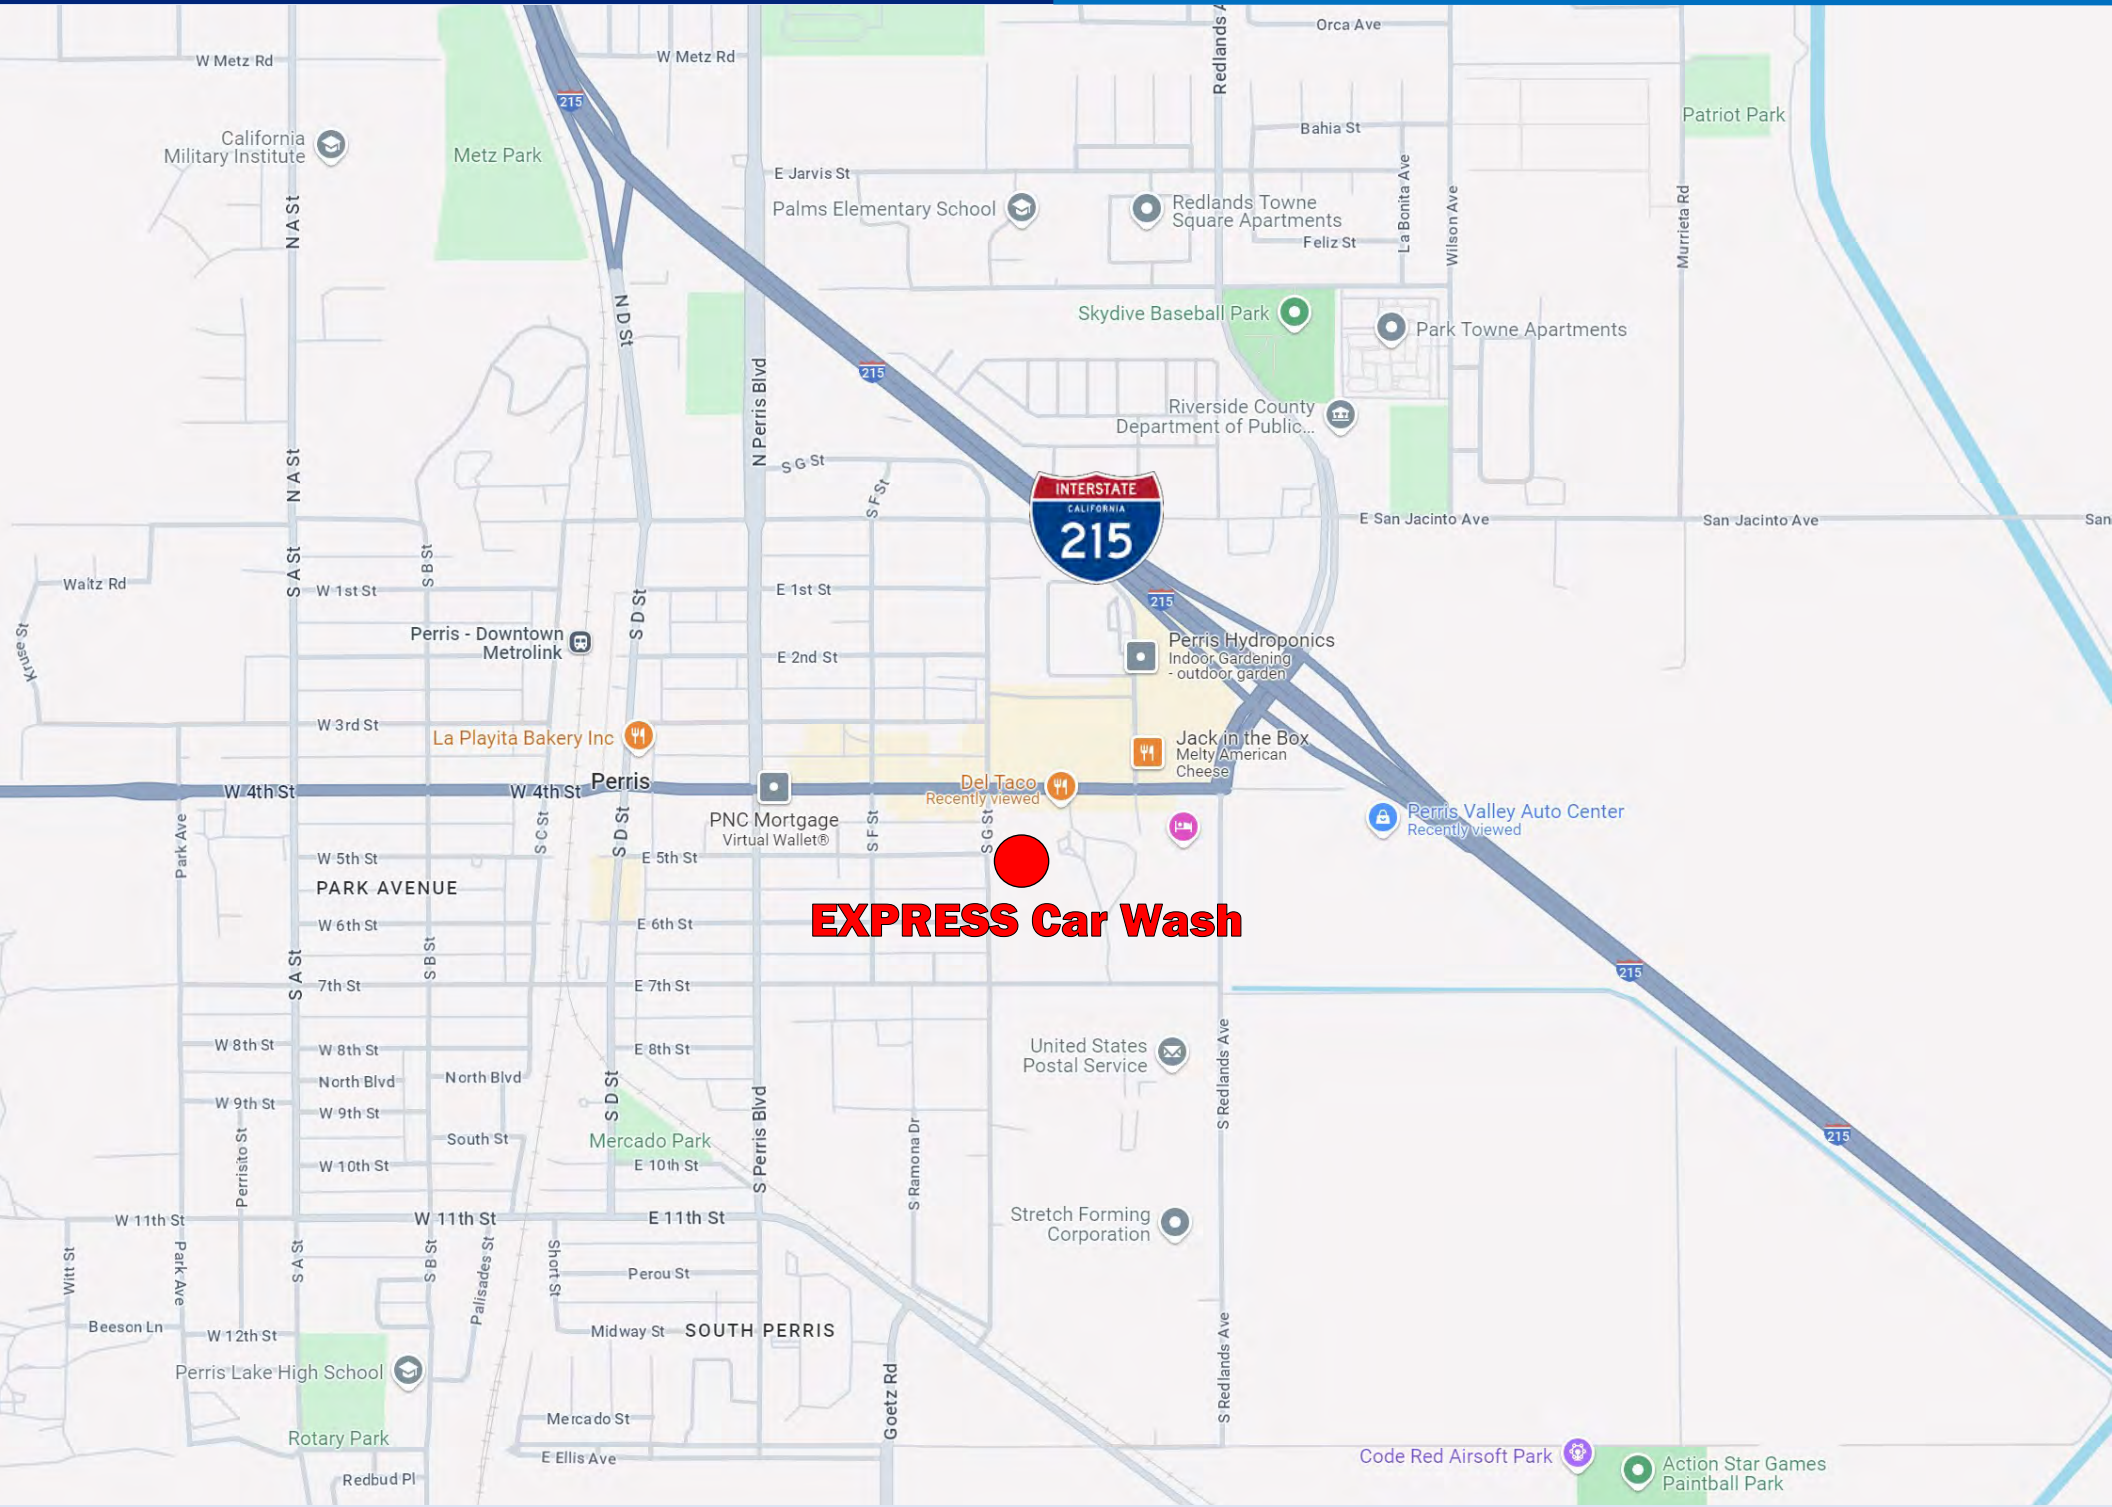 Orca Ave
Redlands A
W Metz Rd
W Metz Rd
215
Patriot Park
California
Military Institute
Metz Park
Bahia St
E Jarvis St
La Bonita Ave
Wilson Ave
Murrieta Rd
N A St
Palms Elementary School
Redlands Towne
Square Apartments
Feliz St
N D St
Skydive Baseball Park
Park Towne Apartments
215
N Perris Blvd
Riverside County
Department of Public...
N A St
S G St
S F St
INTERSTATE
CALIFORNIA
215
E San Jacinto Ave
San Jacinto Ave
San
S A St
S B St
Waltz Rd
W 1st St
E 1st St
S D St
215
Kruse St
Perris - Downtown
Metrolink
E 2nd St
Perris Hydroponics
Indoor Gardening
- outdoor garden
W 3rd St
La Playita Bakery Inc
Jack in the Box
Melty American
Cheese
Perris
W 4th St
W 4th St
Del Taco
Recently viewed
PNC Mortgage
Virtual Wallet®
Perris Valley Auto Center
Recently viewed
Park Ave
S C St
S D St
S F St
S G St
W 5th St
E 5th St
PARK AVENUE
EXPRESS Car Wash
W 6th St
E 6th St
S A St
S B St
215
7th St
E 7th St
W 8th St
W 8th St
E 8th St
United States
Postal Service
S Redlands Ave
North Blvd
North Blvd
S D St
W 9th St
W 9th St
215
Perrisito St
South St
Mercado Park
S Perris Blvd
S Ramona Dr
W 10th St
E 10th St
W 11th St
W 11th St
E 11th St
Stretch Forming
Corporation
Witt St
Park Ave
S A St
S B St
Palisades St
Short St
Perou St
Beeson Ln
W 12th St
Midway St
SOUTH PERRIS
S Redlands Ave
Perris Lake High School
Goetz Rd
Mercado St
Rotary Park
E Ellis Ave
Redbud Pl
Code Red Airsoft Park
Action Star Games
Paintball Park